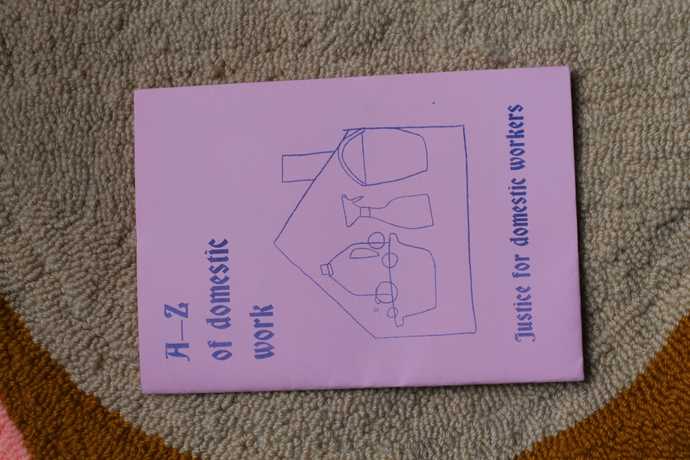 A–Z
of domestic
work
Justice for domestic workers